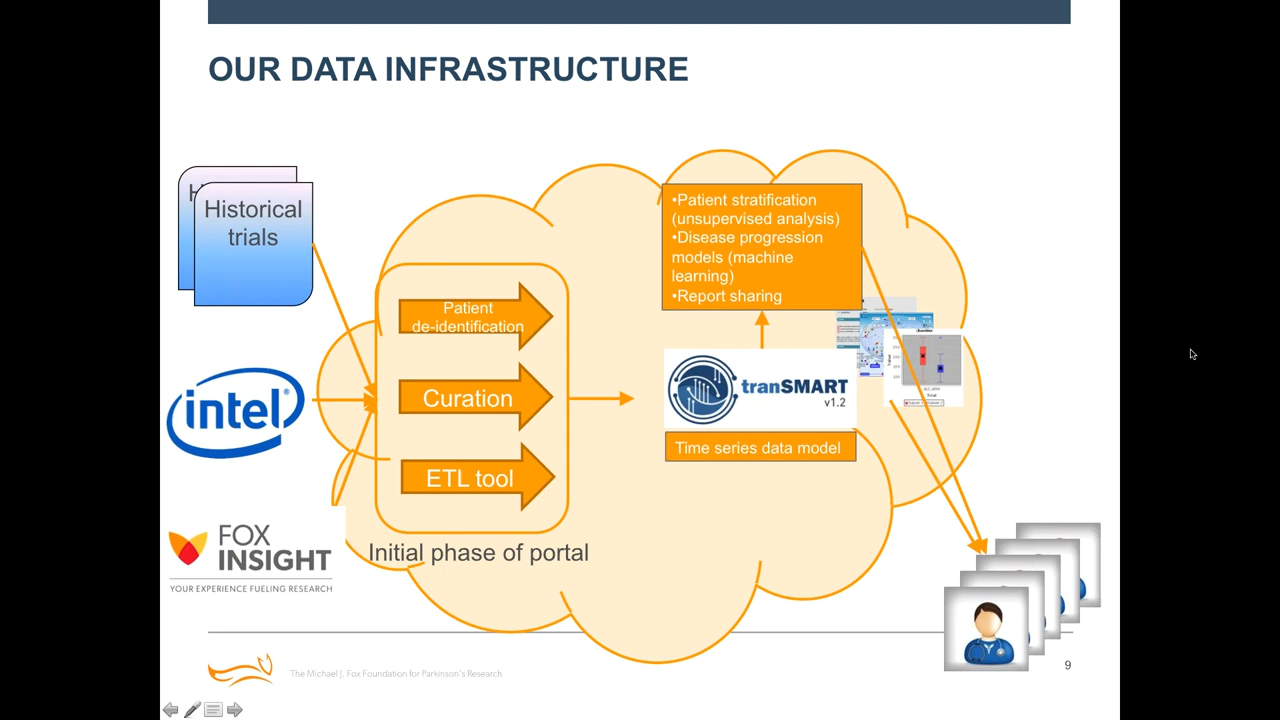 OUR DATA INFRASTRUCTURE
H
Historical
trials
•Patient stratification
(unsupervised analysis)
•Disease progression
models (machine
learning)
•Report sharing
Patient
de-identification
Curation
ETL tool
intel
tranSMART
v1.2
Time series data model
FOX
INSIGHT
YOUR EXPERIENCE FUELING RESEARCH
Initial phase of portal
The Michael J. Fox Foundation for Parkinson's Research
9